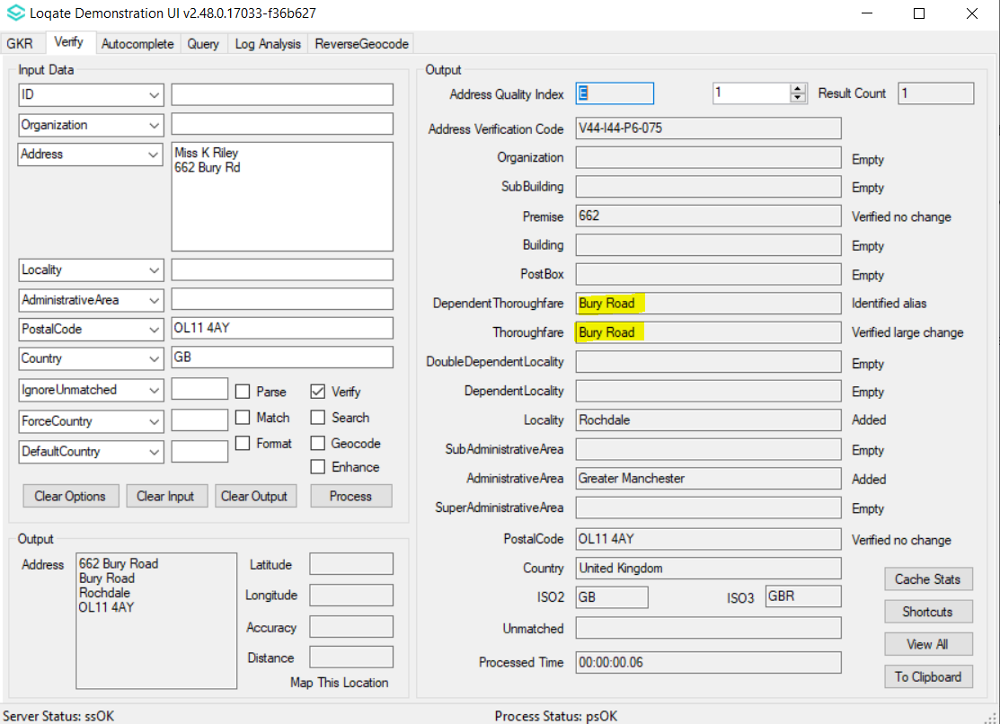 Loqate Demonstration UI v2.48.0.17033-f36b627
GKR Verify Autocomplete Query Log Analysis ReverseGeocode
Input Data
ID
Organization
Address Miss K Riley
662 Bury Rd
Locality
AdministrativeArea
PostalCode OL11 4AY
Country GB
IgnoreUnmatched Parse Verify
ForceCountry Match Search
DefaultCountry Format Geocode
Enhance
Clear Options Clear Input Clear Output Process
Output
Address 662 Bury Road
Bury Road
Rochdale
OL11 4AY
Latitude
Longitude
Accuracy
Distance
Map This Location
Output
Address Quality Index E 1 Result Count 1
Address Verification Code V44-I44-P6-075
Organization Empty
SubBuilding Empty
Premise 662 Verified no change
Building Empty
PostBox Empty
DependentThoroughfare Bury Road Identified alias
Thoroughfare Bury Road Verified large change
DoubleDependentLocality Empty
DependentLocality Empty
Locality Rochdale Added
SubAdministrativeArea Empty
AdministrativeArea Greater Manchester Added
SuperAdministrativeArea Empty
PostalCode OL11 4AY Verified no change
Country United Kingdom
ISO2 GB ISO3 GBR
Unmatched
Processed Time 00:00:00.06
Cache Stats
Shortcuts
View All
To Clipboard
Server Status: ssOK Process Status: psOK